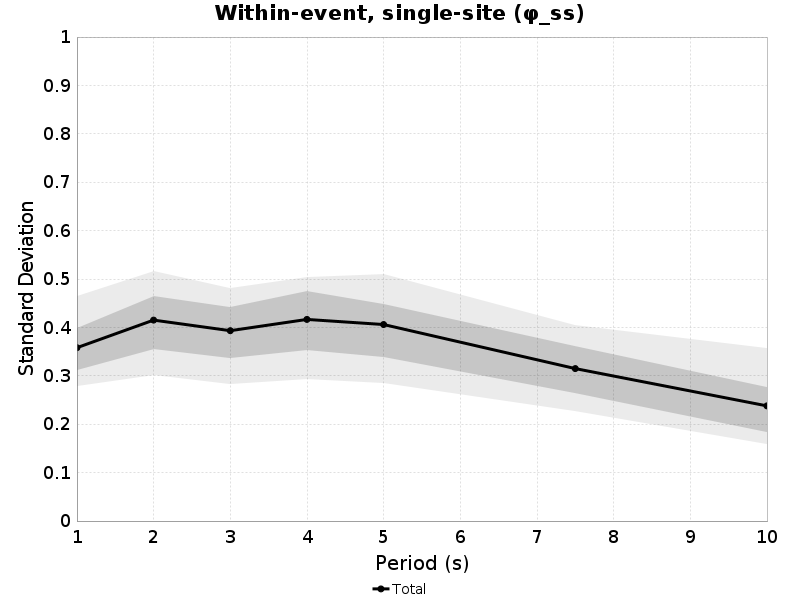 Within-event, single-site (φ_ss)
Standard Deviation
1
0.9
0.8
0.7
0.6
0.5
0.4
0.3
0.2
0.1
0
1 2 3 4 5 6 7 8 9 10
Period (s)
Total